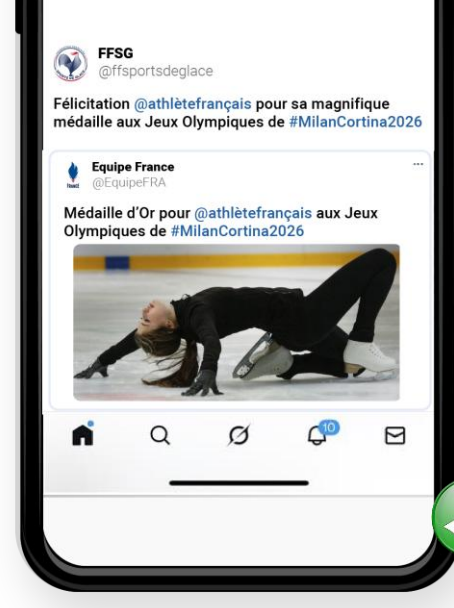 FFSG
@ffsportsdeglace
Félicitation @athlètefrançais pour sa magnifique
médaille aux Jeux Olympiques de #MilanCortina2026
Equipe France
@EquipeFRA
Médaille d'Or pour @athlètefrançais aux Jeux
Olympiques de #MilanCortina2026
10